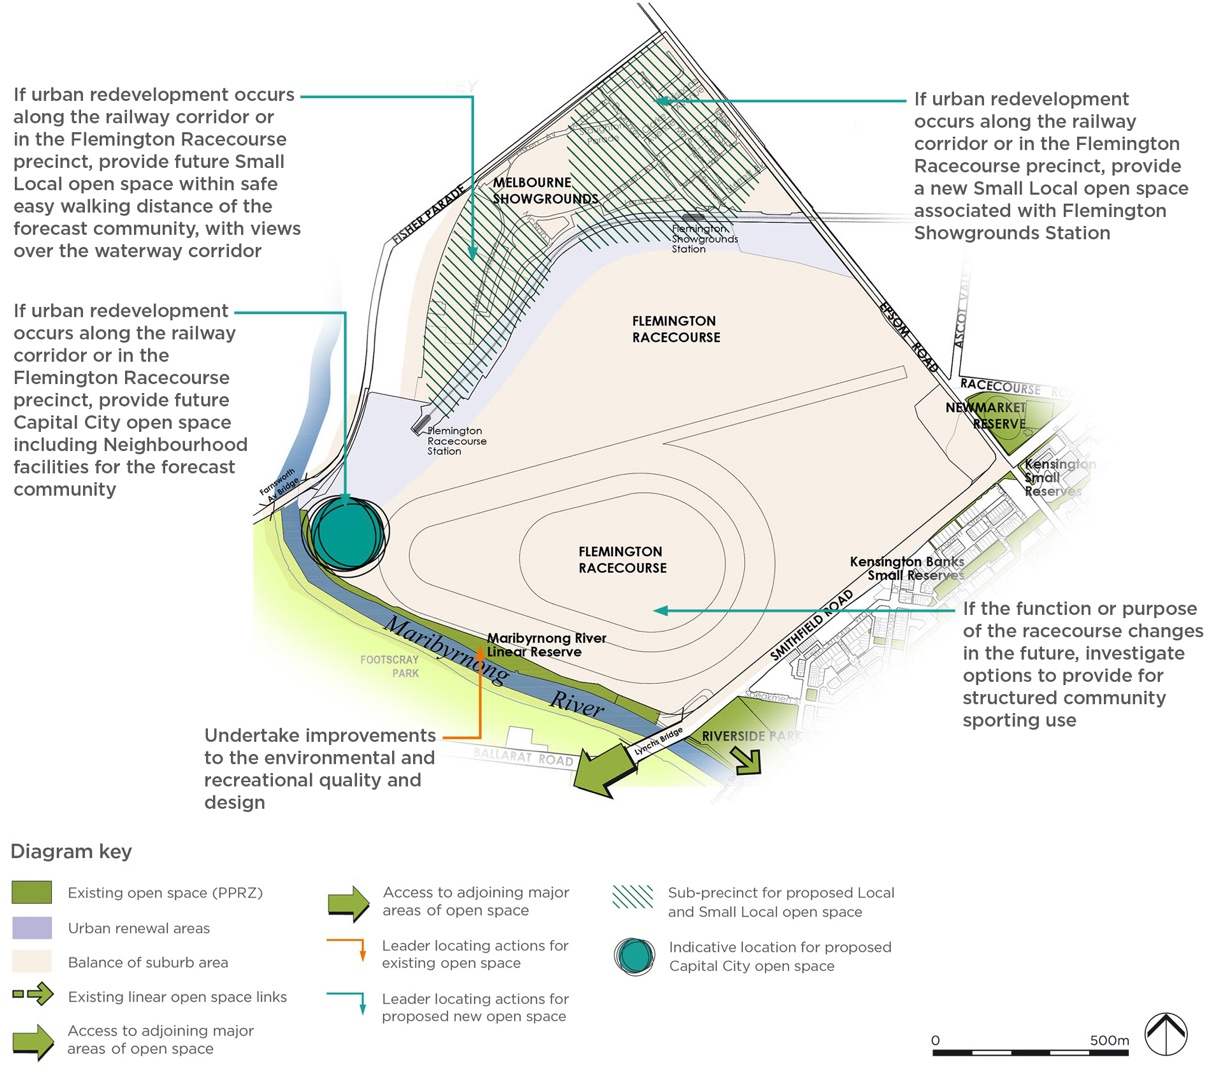 If urban redevelopment occurs
along the railway corridor or
in the Flemington Racecourse
precinct, provide future Small
Local open space within safe
easy walking distance of the
forecast community, with views
over the waterway corridor
If urban redevelopment
occurs along the railway
corridor or in the Flemington
Racecourse precinct, provide
a new Small Local open space
associated with Flemington
Showgrounds Station
If urban redevelopment
occurs along the railway
corridor or in the
Flemington Racecourse
precinct, provide future
Capital City open space
including Neighbourhood
facilities for the forecast
community
FISHER PARADE
MELBOURNE
SHOWGROUNDS
Flemington
Showgrounds
Station
FLEMINGTON
RACECOURSE
EPSOM ROAD
ASCOT VALE
RACECOURSE
NEWMARKET
RESERVE
Kensington
Small
Reserves
Flemington
Racecourse
Station
Farnsworth
Av Bridge
FLEMINGTON
RACECOURSE
Kensington Banks
Small Reserves
SMITHFIELD ROAD
If the function or purpose
of the racecourse changes
in the future, investigate
options to provide for
structured community
sporting use
Maribyrnong River
Linear Reserve
Maribyrnong
River
FOOTSCRAY
PARK
Undertake improvements
to the environmental and
recreational quality and
design
BALLARAT ROAD
Lynchs Bridge
RIVERSIDE PARK
Diagram key
Existing open space (PPRZ)
Urban renewal areas
Balance of suburb area
Existing linear open space links
Access to adjoining major
areas of open space
Access to adjoining major
areas of open space
Leader locating actions for
existing open space
Leader locating actions for
proposed new open space
Sub-precinct for proposed Local
and Small Local open space
Indicative location for proposed
Capital City open space
0 500m